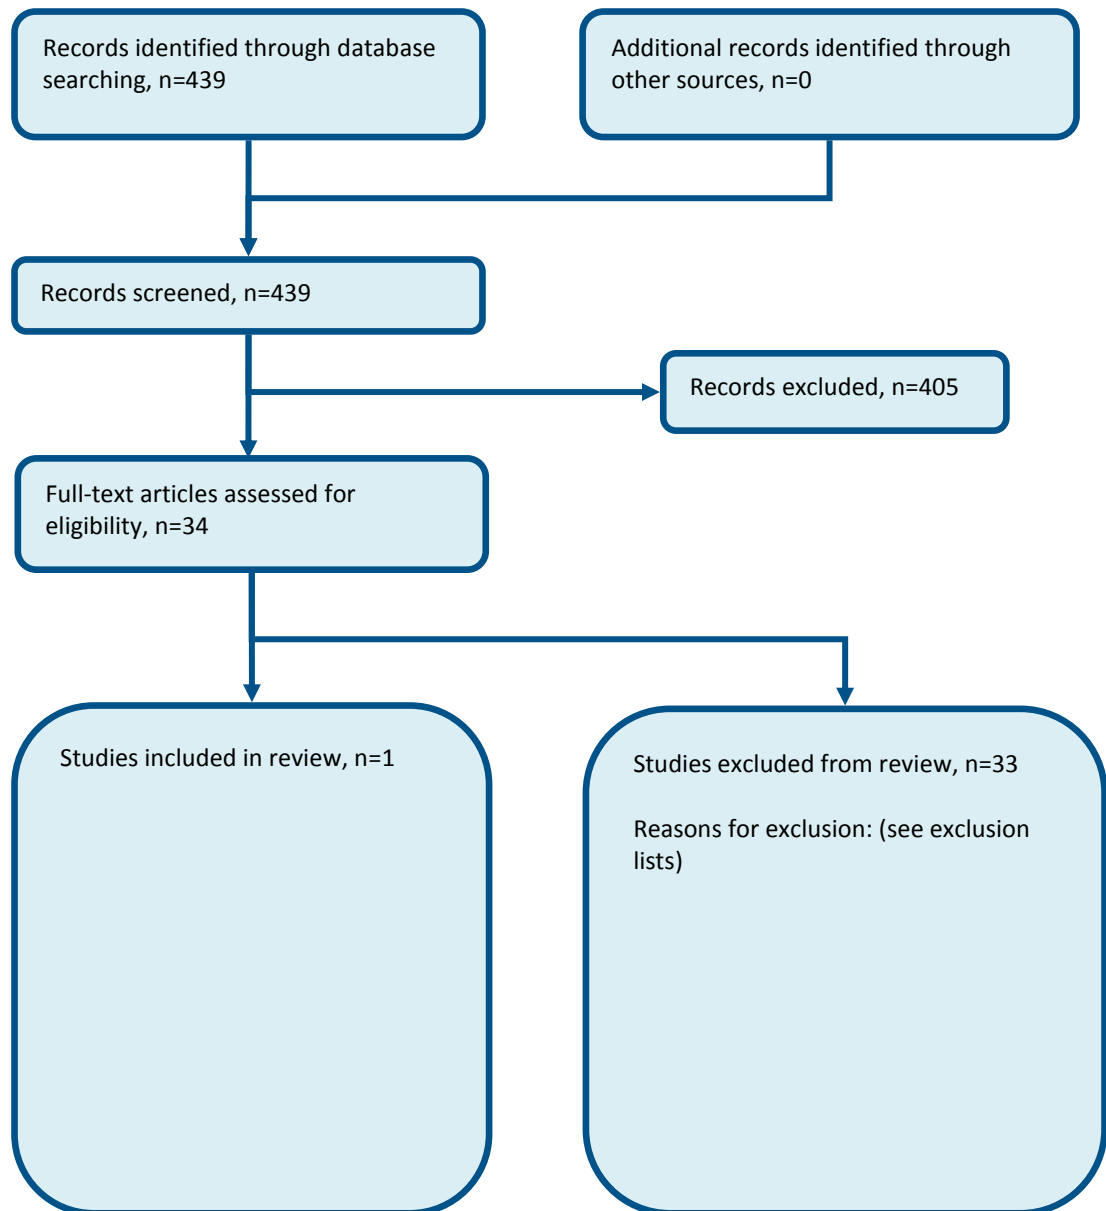 Records identified through database
searching, n=439
Additional records identified through
other sources, n=0
Records screened, n=439
Records excluded, n=405
Full-text articles assessed for
eligibility, n=34
Studies included in review, n=1
Studies excluded from review, n=33
Reasons for exclusion: (see exclusion
lists)